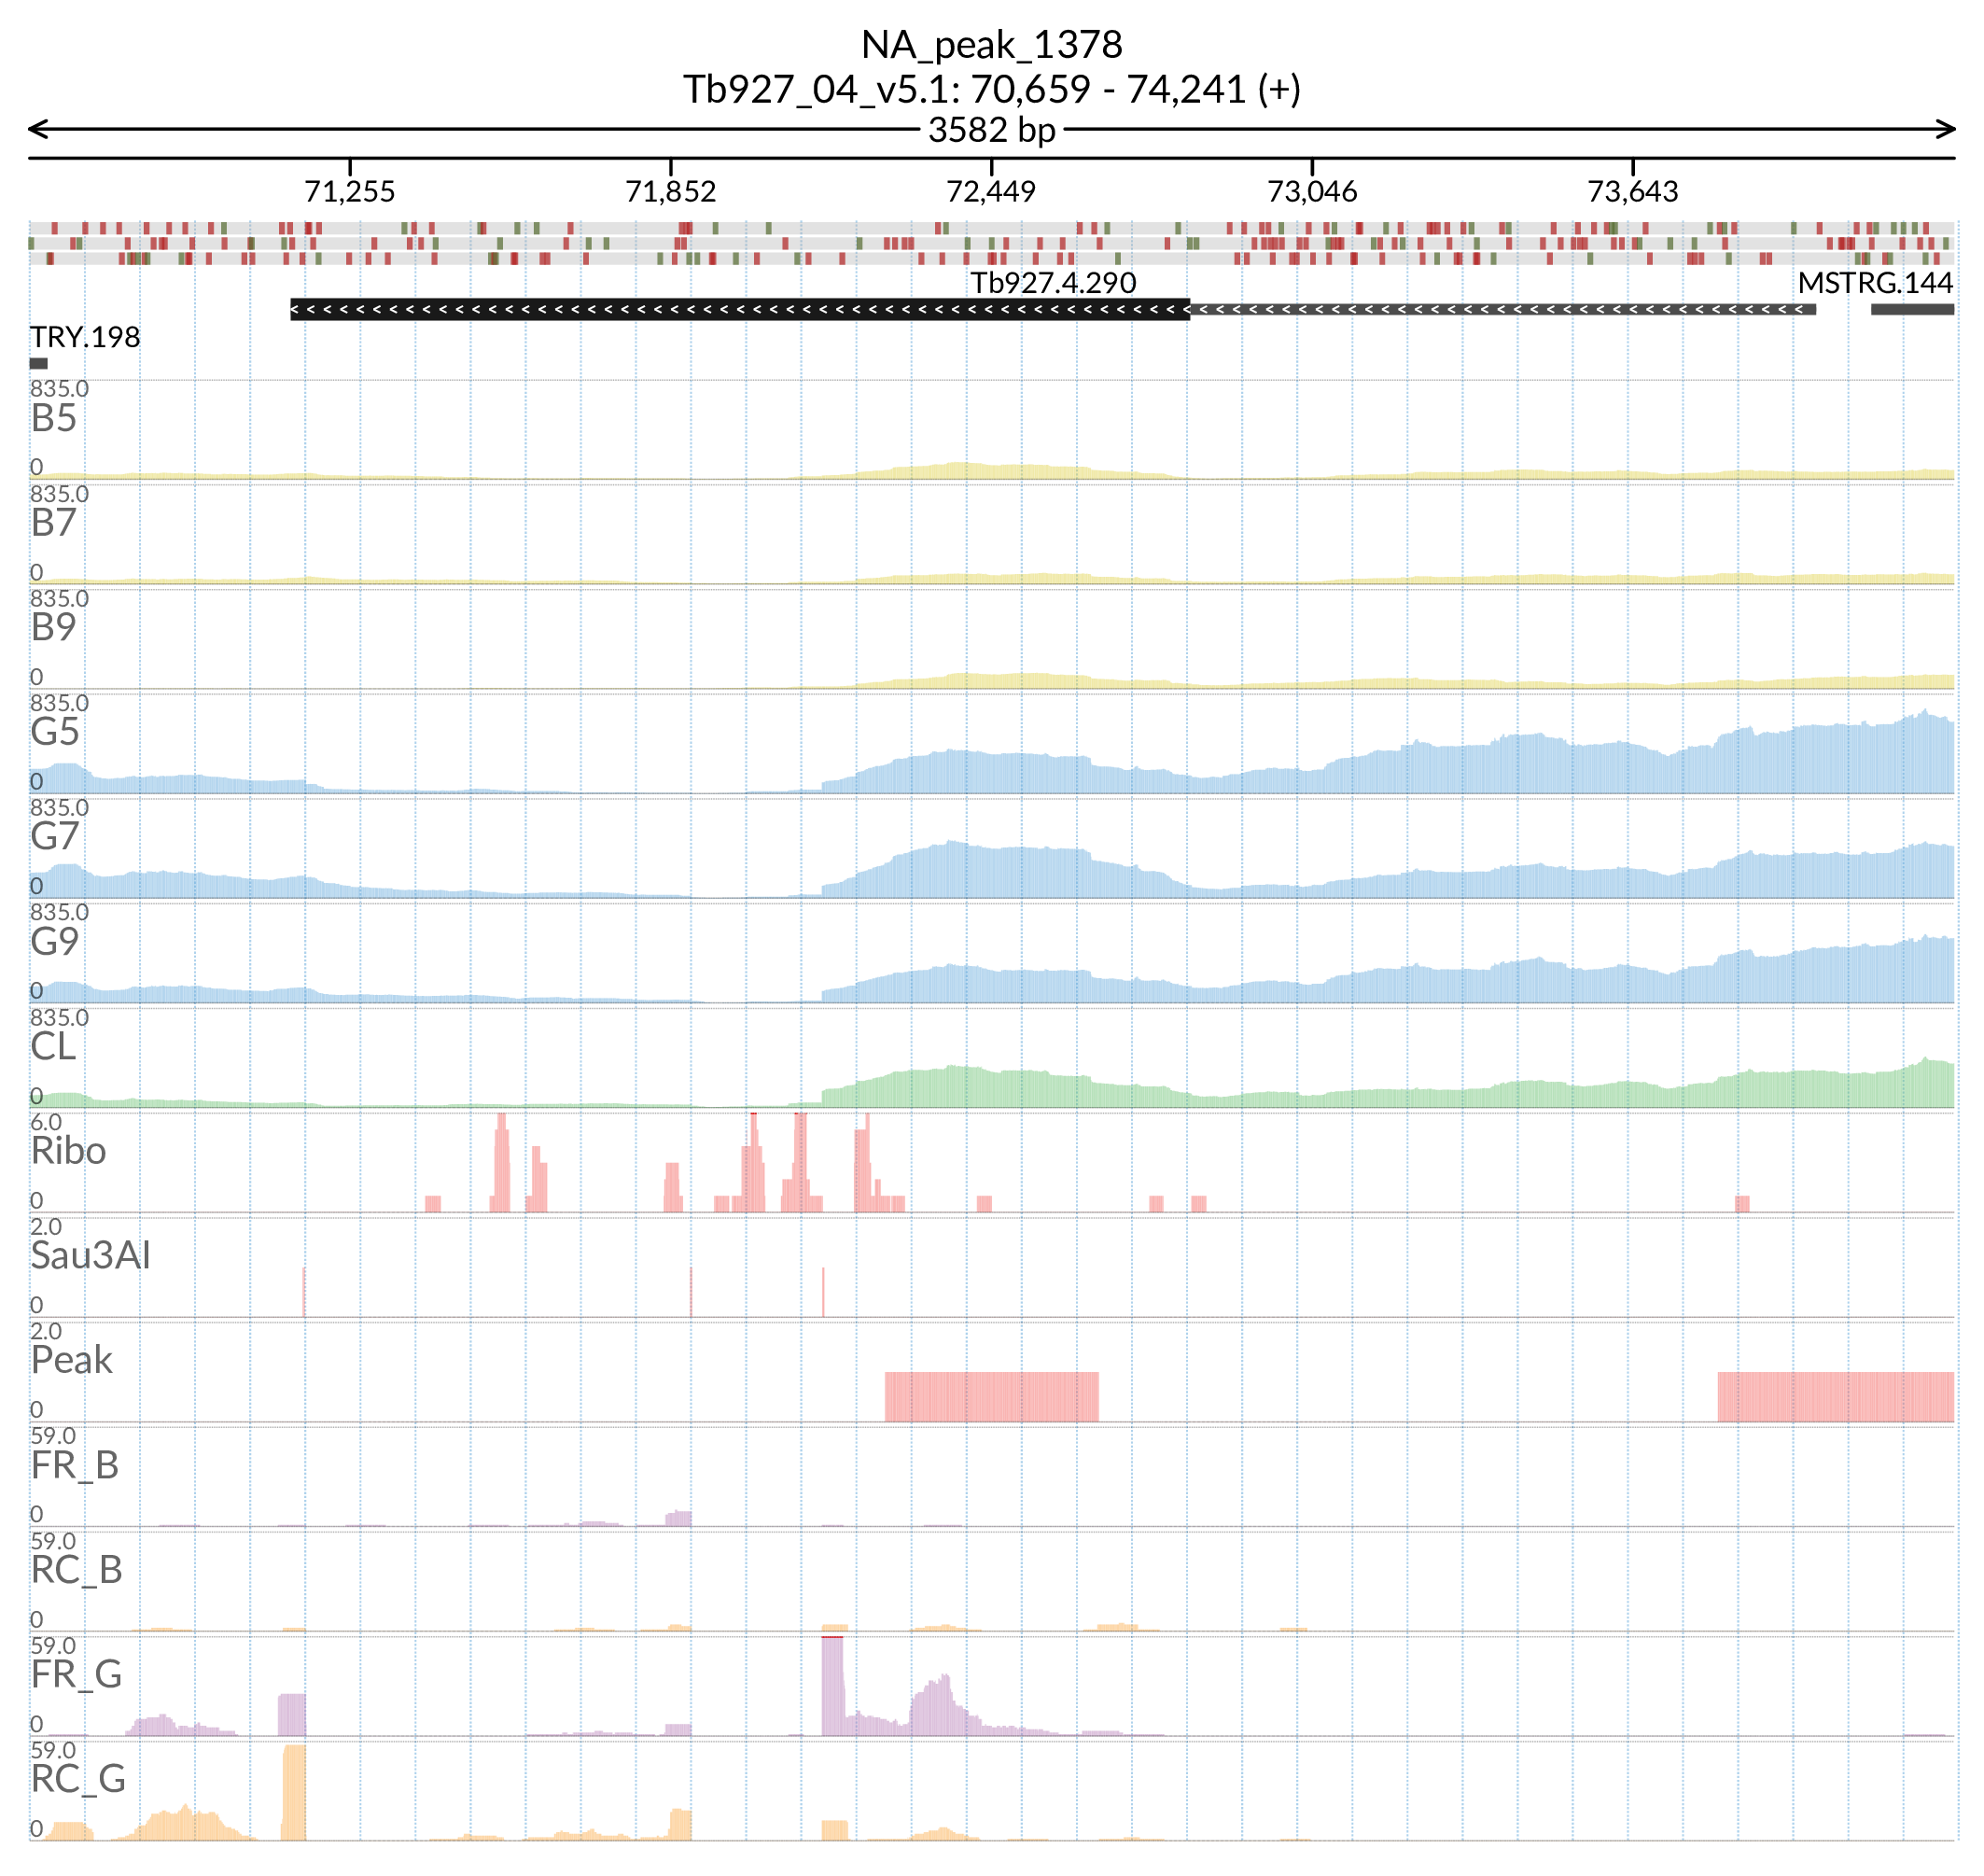 NA_peak_1378
Tb927_04_v5.1: 70,659 - 74,241 (+)
3582 bp
71,255 71,852 72,449 73,046 73,643
Tb927.4.290 MSTRG.144
TRY.198
835.0
B5
0
835.0
B7
0
835.0
B9
0
835.0
G5
0
835.0
G7
0
835.0
G9
0
835.0
CL
0
6.0
Ribo
0
2.0
Sau3AI
0
2.0
Peak
0
59.0
FR_B
0
59.0
RC_B
0
59.0
FR_G
0
59.0
RC_G
0